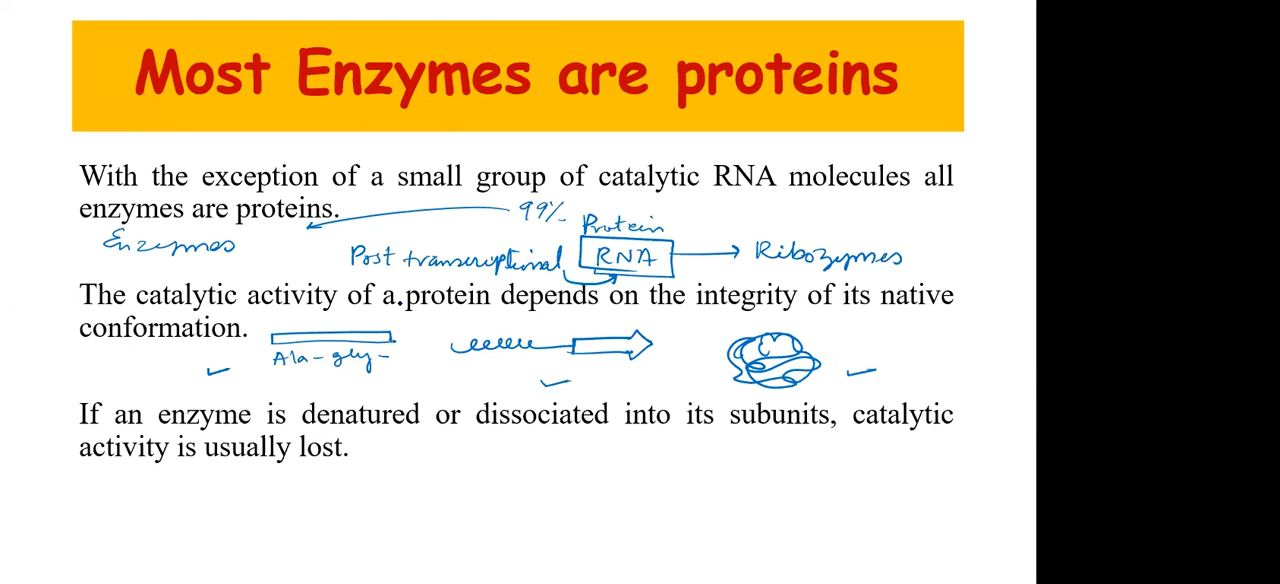 Most Enzymes are proteins
With the exception of a small group of catalytic RNA molecules all
enzymes are proteins.
99%
Protein
Enzymes
Post transcriptional RNA Ribozymes
The catalytic activity of a protein depends on the integrity of its native
conformation.
Ala - gly -
If an enzyme is denatured or dissociated into its subunits, catalytic
activity is usually lost.